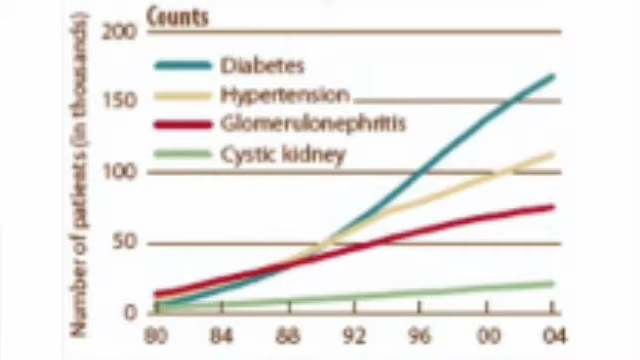 Counts
Number of patients (in thousands)
200
150
100
50
0
Diabetes
Hypertension
Glomerulonephritis
Cystic kidney
80 84 88 92 96 00 04